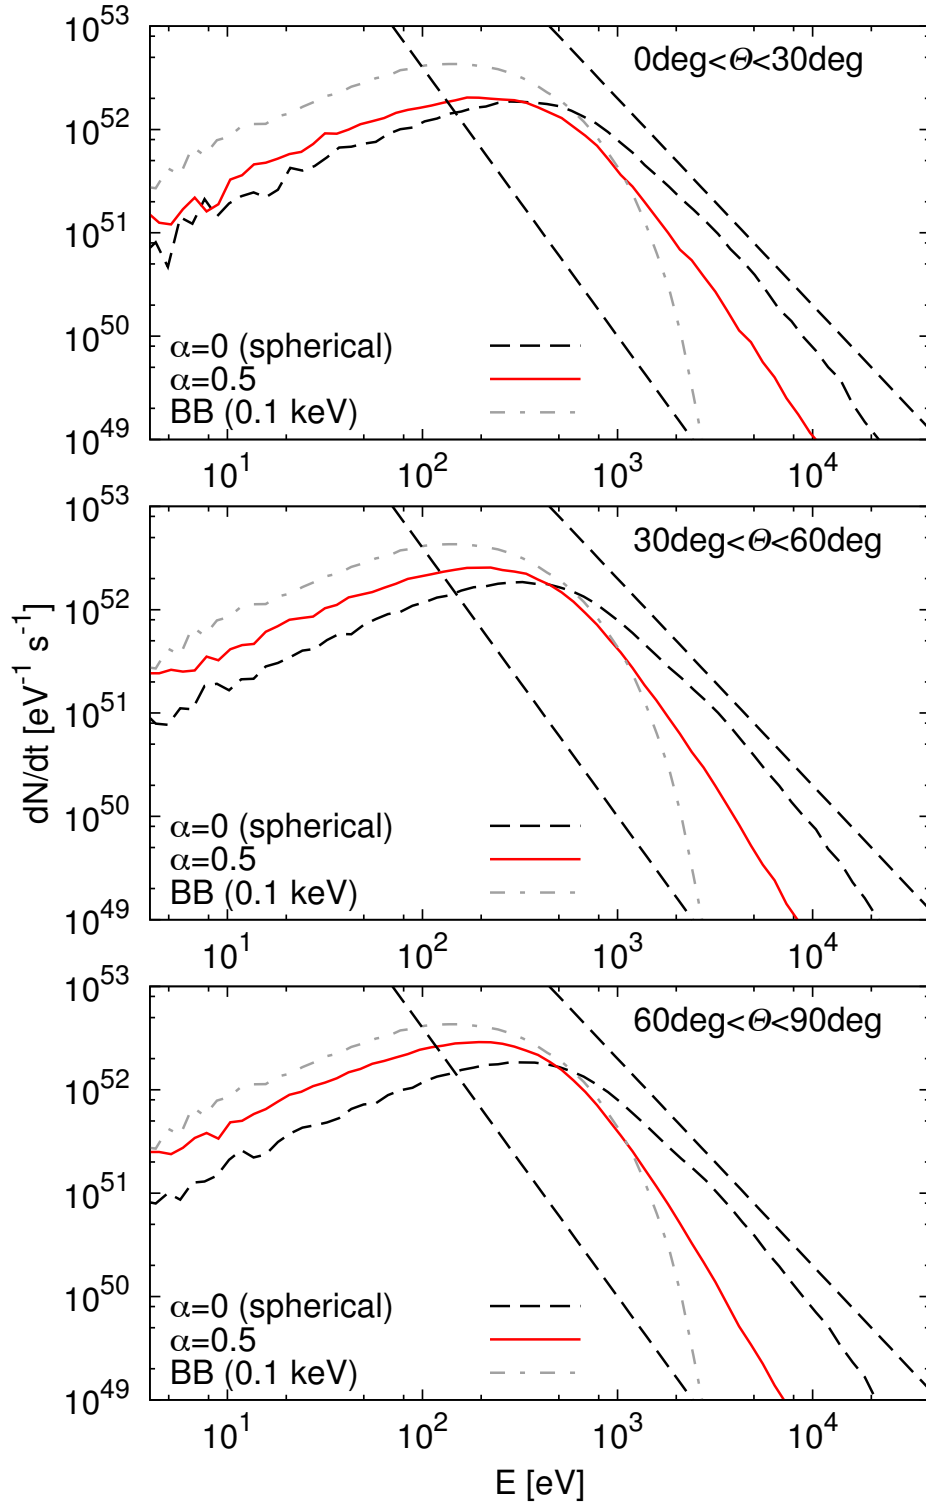 10^53
0deg<Θ<30deg
10^52
10^51
10^50
α=0 (spherical)
α=0.5
BB (0.1 keV)
10^49
10^1 10^2 10^3 10^4
10^53
30deg<Θ<60deg
10^52
10^51
10^50
α=0 (spherical)
α=0.5
BB (0.1 keV)
10^49
10^1 10^2 10^3 10^4
dN/dt [eV^-1 s^-1]
10^53
60deg<Θ<90deg
10^52
10^51
10^50
α=0 (spherical)
α=0.5
BB (0.1 keV)
10^49
10^1 10^2 10^3 10^4
E [eV]